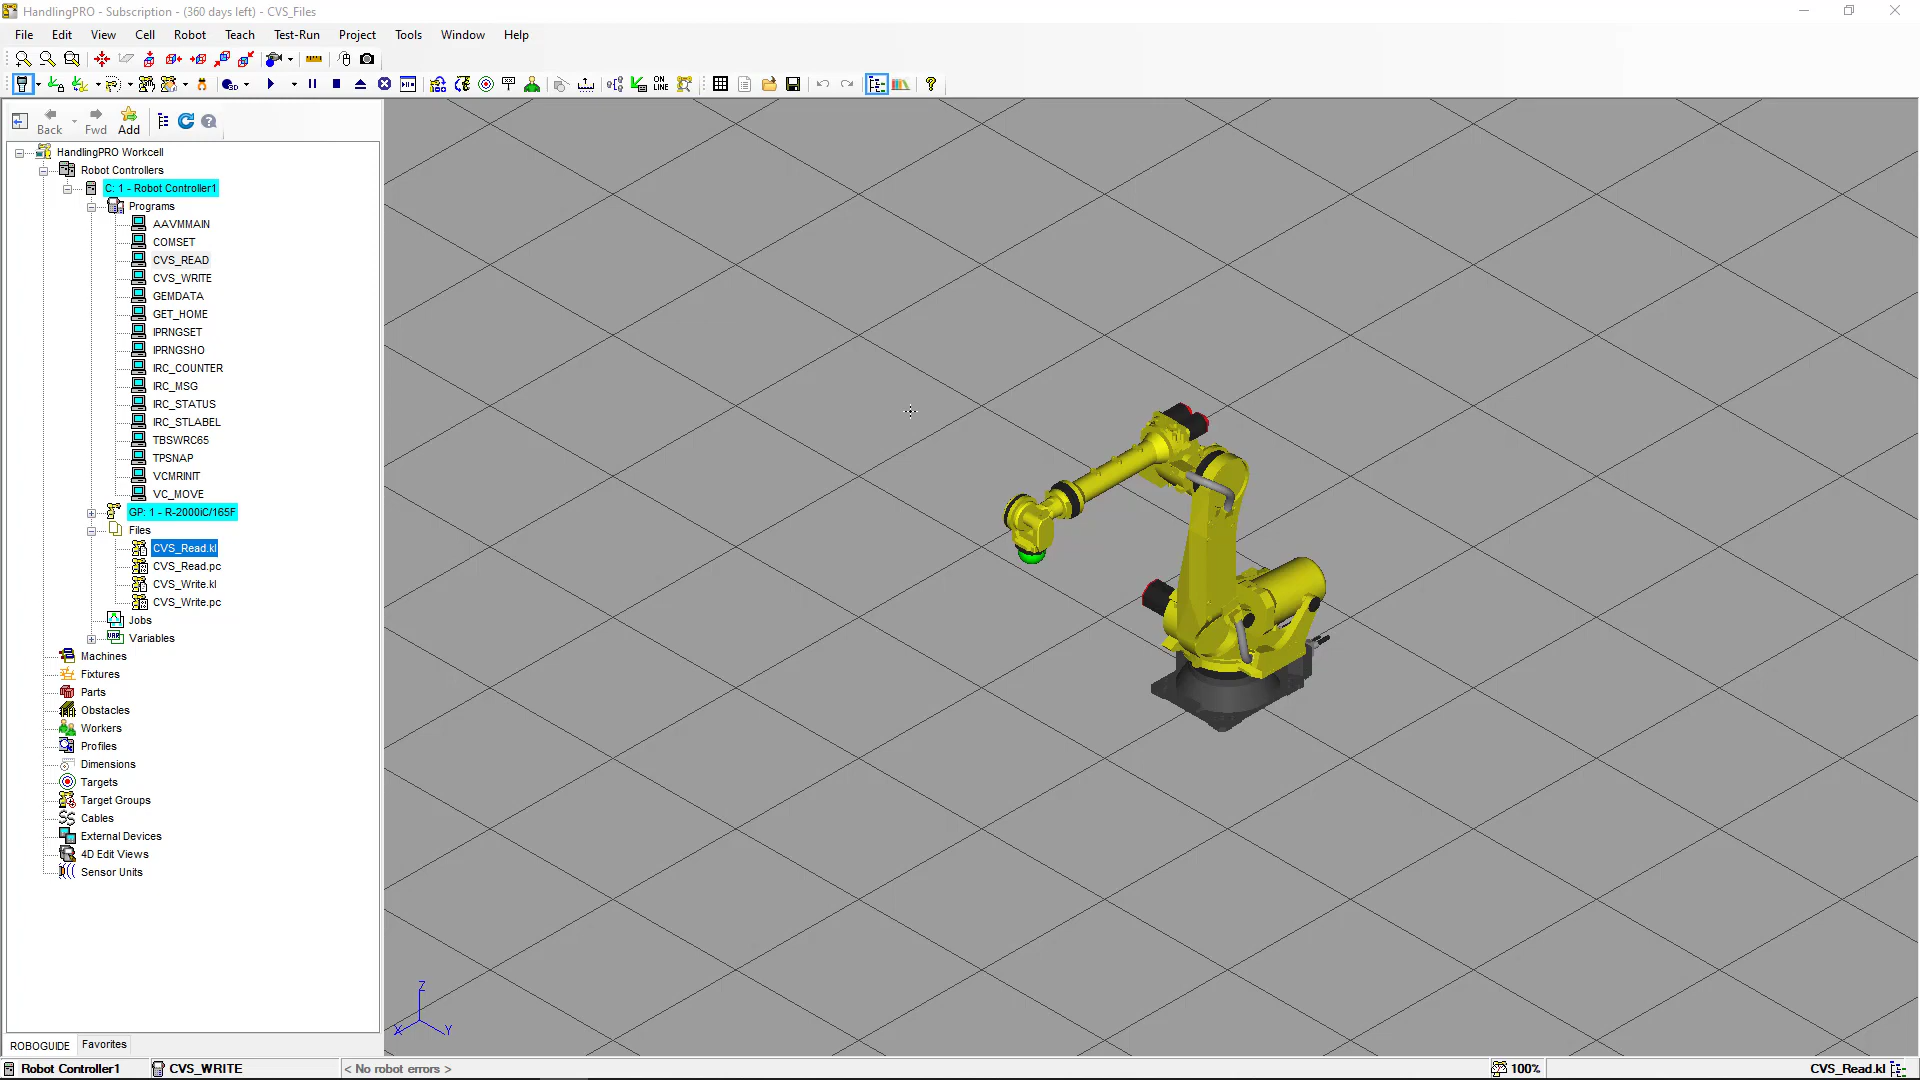 HandlingPRO - Subscription - (360 days left) - CVS_Files
File Edit View Cell Robot Teach Test-Run Project Tools Window Help
ON LINE
Back Fwd Add
HandlingPRO Workcell
Robot Controllers
C: 1 - Robot Controller1
Programs
AAVMMAIN
COMSET
CVS_READ
CVS_WRITE
GEMDATA
GET_HOME
IPRNGSET
IPRNGSHO
IRC_COUNTER
IRC_MSG
IRC_STATUS
IRC_STLABEL
TBSWRC65
TPSNAP
VCMRINIT
VC_MOVE
GP: 1 - R-2000iC/165F
Files
CVS_Read.kl
CVS_Read.pc
CVS_Write.kl
CVS_Write.pc
Jobs
Variables
Machines
Fixtures
Parts
Obstacles
Workers
Profiles
Dimensions
Targets
Target Groups
Cables
External Devices
4D Edit Views
Sensor Units
Z
X Y
ROBOGUIDE Favorites
Robot Controller1 CVS_WRITE < No robot errors > 100% CVS_Read.kl